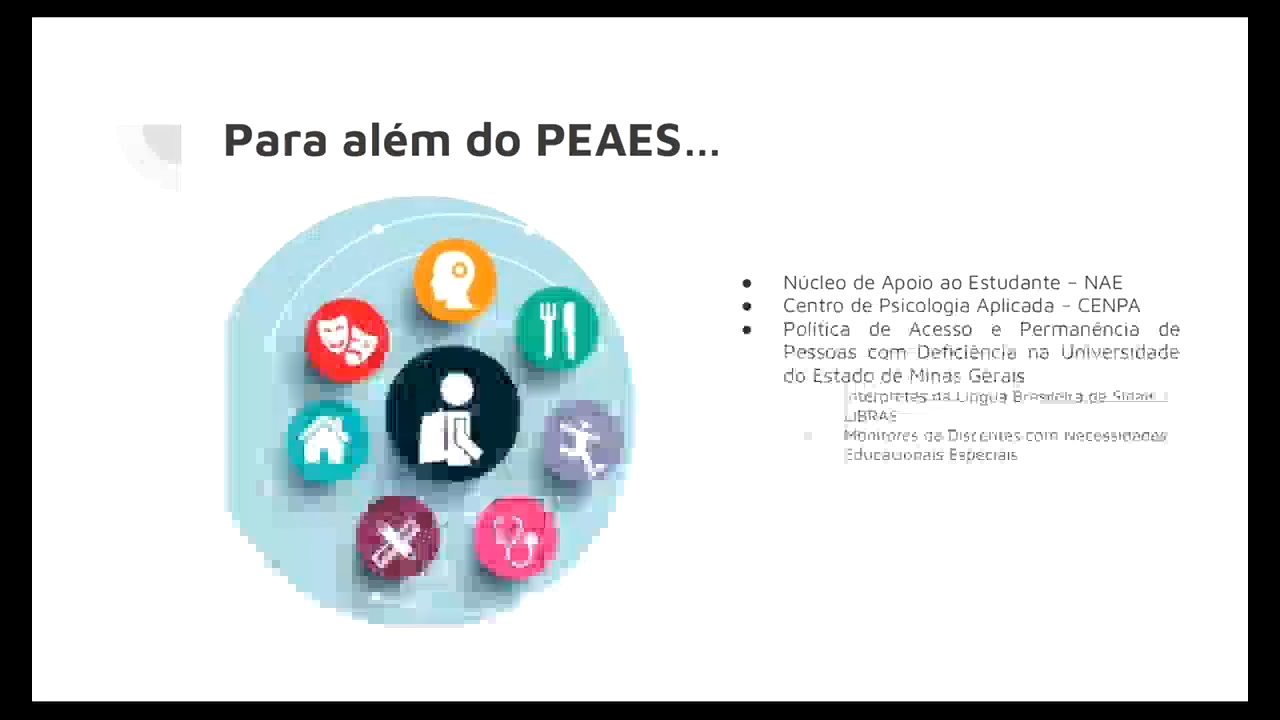 Para além do PEAES...
● Núcleo de Apoio ao Estudante – NAE
● Centro de Psicologia Aplicada – CENPA
● Política de Acesso e Permanência de
Pessoas com Deficiência na Universidade
do Estado de Minas Gerais
Intérpretes da Língua Brasileira de Sinais -
LIBRAS
Monitores de Discentes com Necessidades
Educacionais Especiais